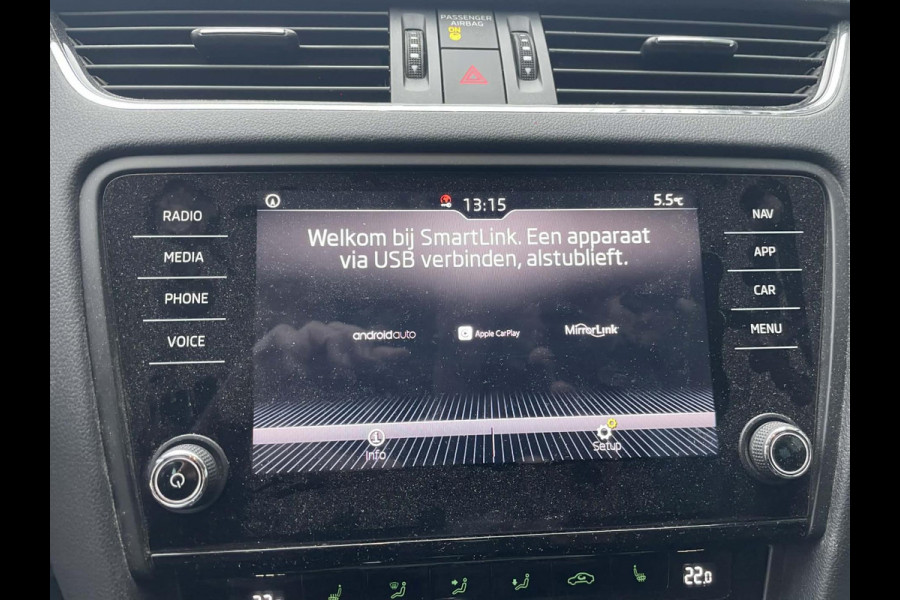 PASSENGER
AIRBAG
ON
13:15
5.5℃
RADIO
MEDIA
PHONE
VOICE
Welkom bij SmartLink. Een apparaat
via USB verbinden, alstublieft.
androidauto
Apple CarPlay
MirrorLink
Info
Setup
NAV
APP
CAR
MENU
22.0